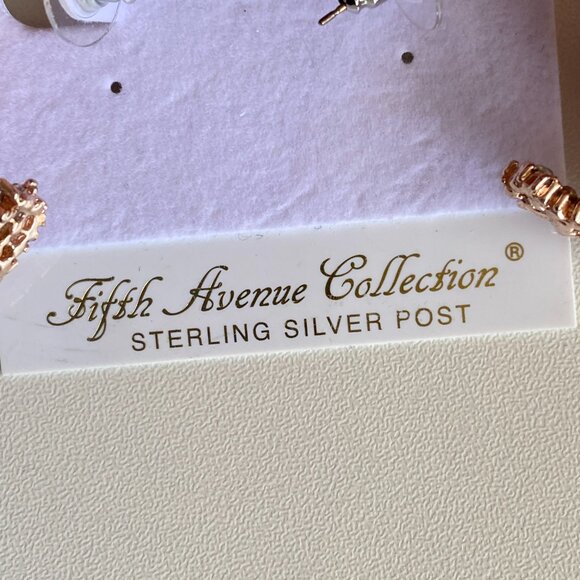 Fifth Avenue Collection®
STERLING SILVER POST